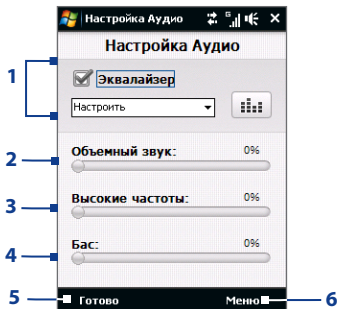 Настройка Аудио
Настройка Аудио
1
Эквалайзер
Настроить
2
Объемный звук: 0%
3
Высокие частоты: 0%
4
Бас: 0%
5
Готово
Меню
6